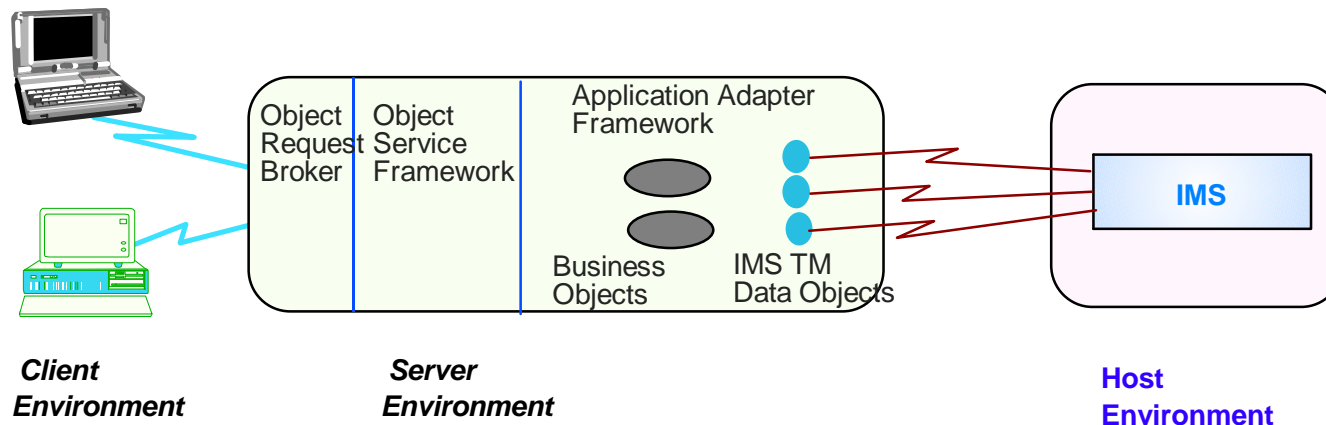 Object
Request
Broker
Object
Service
Framework
Application Adapter
Framework
Business
Objects
IMS TM
Data Objects
IMS
Client
Environment
Server
Environment
Host
Environment